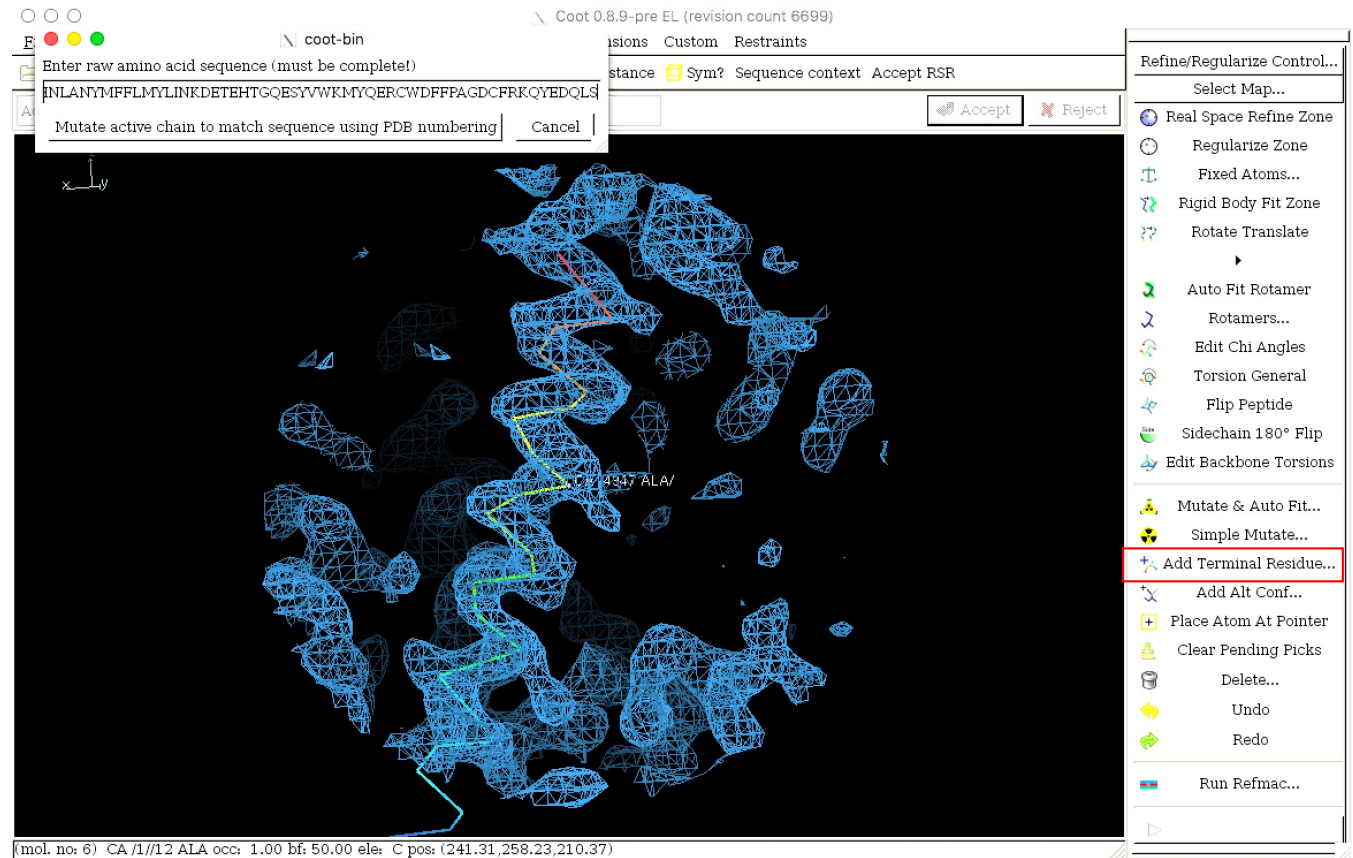 Coot 0.8.9-pre EL (revision count 6699)
coot-bin
Enter raw amino acid sequence (must be complete!)
INLANYMFFLMYLINKDETEHTGQESYVWKMYQERCWDFFPAGDCFRKQYEDQLS
Mutate active chain to match sequence using PDB numbering
Cancel
Custom Restraints
Sym? Sequence context Accept RSR
Accept Reject
x y
ALA/
Refine/Regularize Control...
Select Map...
Real Space Refine Zone
Regularize Zone
Fixed Atoms...
Rigid Body Fit Zone
Rotate Translate
Auto Fit Rotamer
Rotamers...
Edit Chi Angles
Torsion General
Flip Peptide
Side
Sidechain 180° Flip
Edit Backbone Torsions
Mutate & Auto Fit...
Simple Mutate...
Add Terminal Residue...
Add Alt Conf...
Place Atom At Pointer
Clear Pending Picks
Delete...
Undo
Redo
Run Refmac...
(mol. no: 6) CA /1//12 ALA occ: 1.00 bf: 50.00 ele: C pos: (241.31,258.23,210.37)